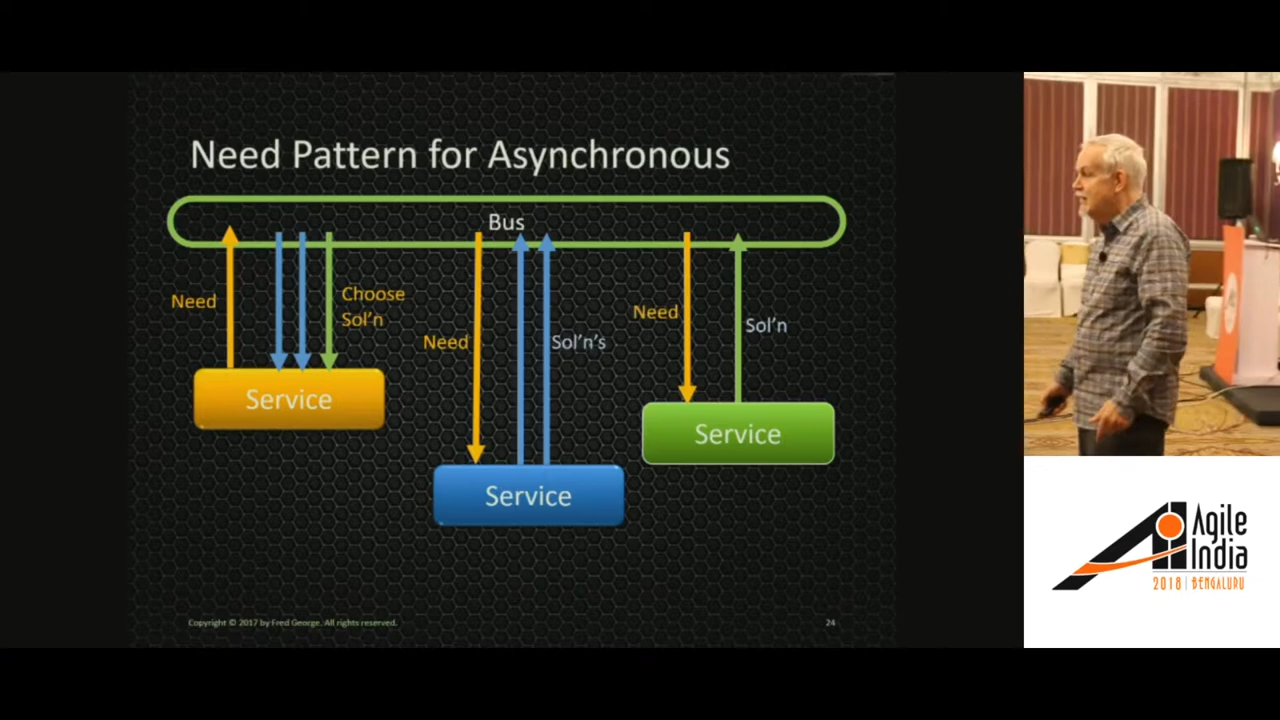 Need Pattern for Asynchronous
Bus
Need
Choose
Sol'n
Need
Sol'n's
Need
Sol'n
Service
Service
Service
Copyright © 2017 by Fred George. All rights reserved.
24
Agile
India
2018 | BENGALURU